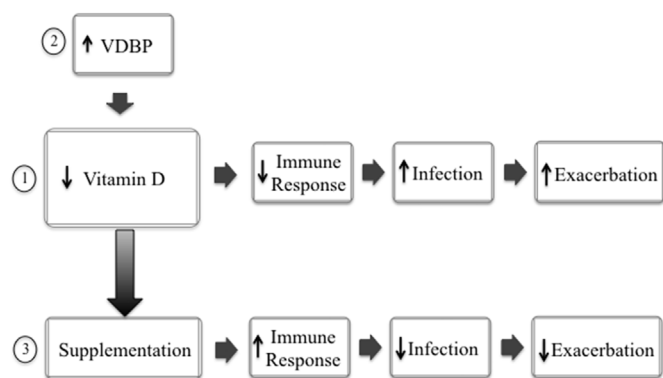 2
↑ VDBP
1
↓ Vitamin D
↓ Immune
Response
↑ Infection
↑ Exacerbation
3
Supplementation
↑ Immune
Response
↓ Infection
↓ Exacerbation